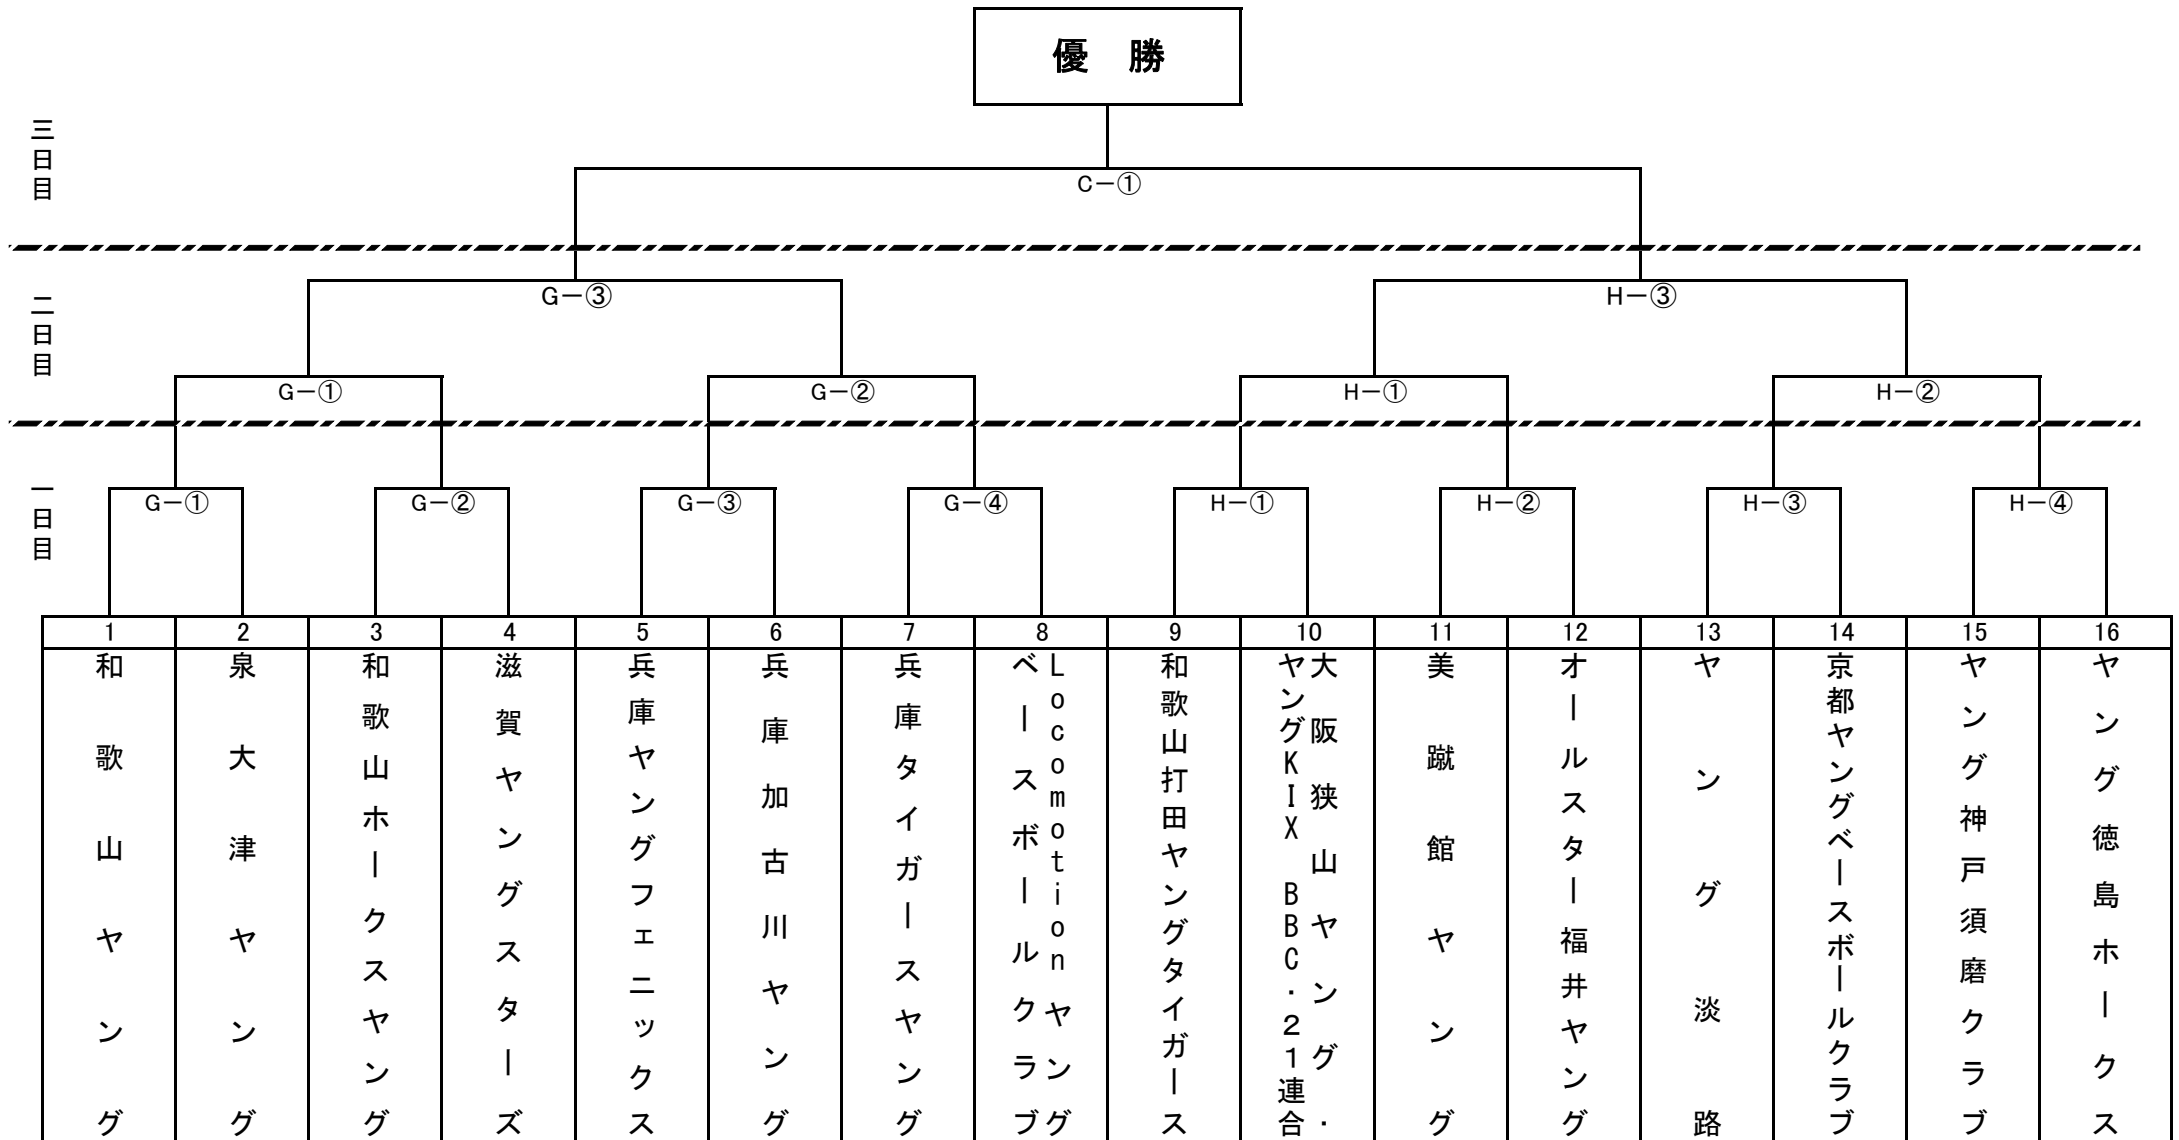 優　勝
三日目
C－①
二日目
G－③
H－③
G－①
G－②
H－①
H－②
一日目
G－①
G－②
G－③
G－④
H－①
H－②
H－③
H－④
1
2
3
4
5
6
7
8
9
10
11
12
13
14
15
16
和歌山ヤング
泉大津ヤング
和歌山ホークスヤング
滋賀ヤングスターズ
兵庫ヤングフェニックス
兵庫加古川ヤング
兵庫タイガースヤング
Locomotionヤング
ベースボールクラブ
和歌山打田ヤングタイガース
大阪狭山ヤング・
ヤングKIX BBC・21連合
美蹴館ヤング
オールスター福井ヤング
ヤング淡路
京都ヤングベースボールクラブ
ヤング神戸須磨クラブ
ヤング徳島ホークス